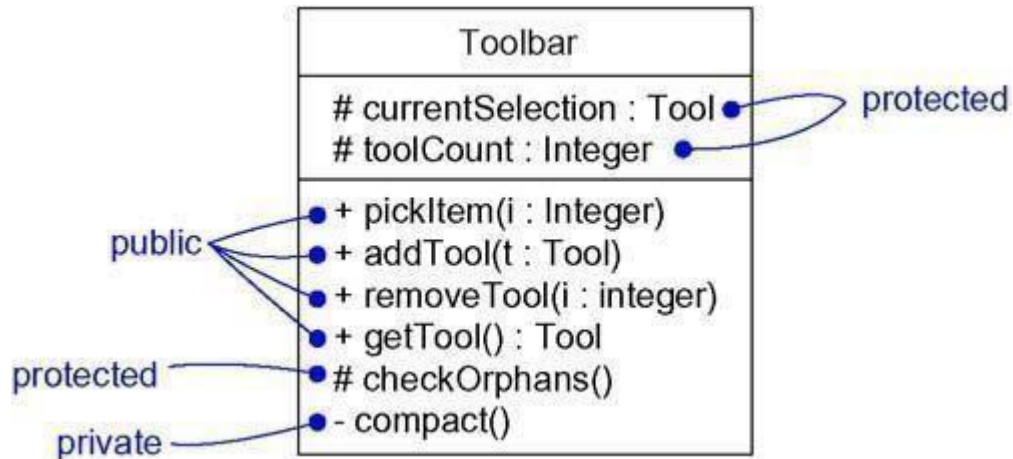 Toolbar
# currentSelection : Tool
protected
# toolCount : Integer
+ pickItem(i : Integer)
public
+ addTool(t : Tool)
+ removeTool(i : integer)
+ getTool() : Tool
protected
# checkOrphans()
- compact()
private